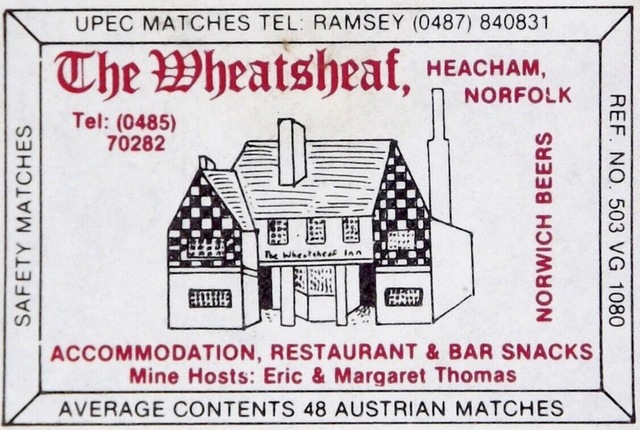 UPEC MATCHES TEL: RAMSEY (0487) 840831
The Wheatsheaf,
HEACHAM,
NORFOLK
Tel: (0485)
70282
SAFETY MATCHES
The Wheatsheaf Inn
NORWICH BEERS
REF. NO. 503 VG 1080
ACCOMMODATION, RESTAURANT & BAR SNACKS
Mine Hosts: Eric & Margaret Thomas
AVERAGE CONTENTS 48 AUSTRIAN MATCHES